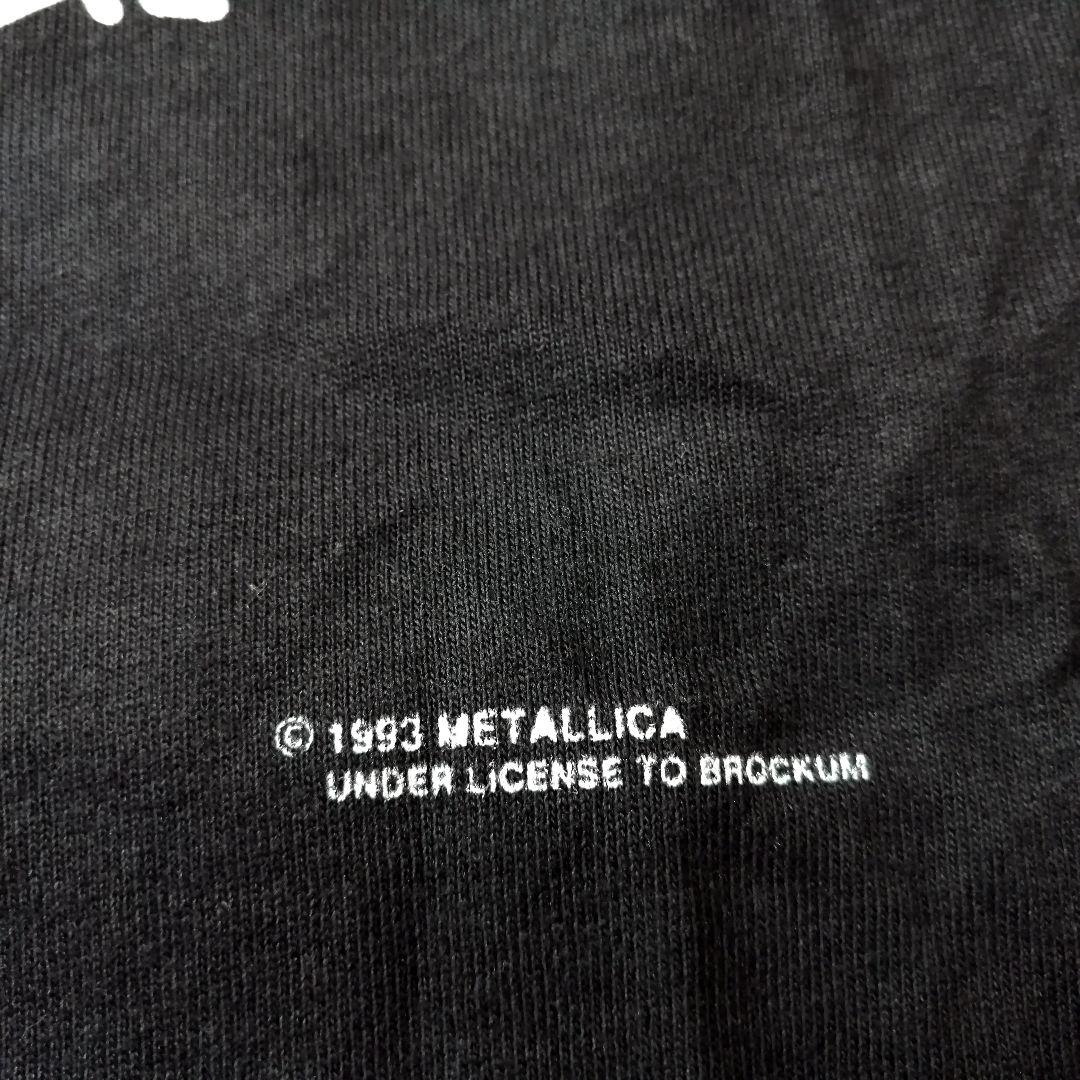 © 1993 METALLICA
UNDER LICENSE TO BROCKUM